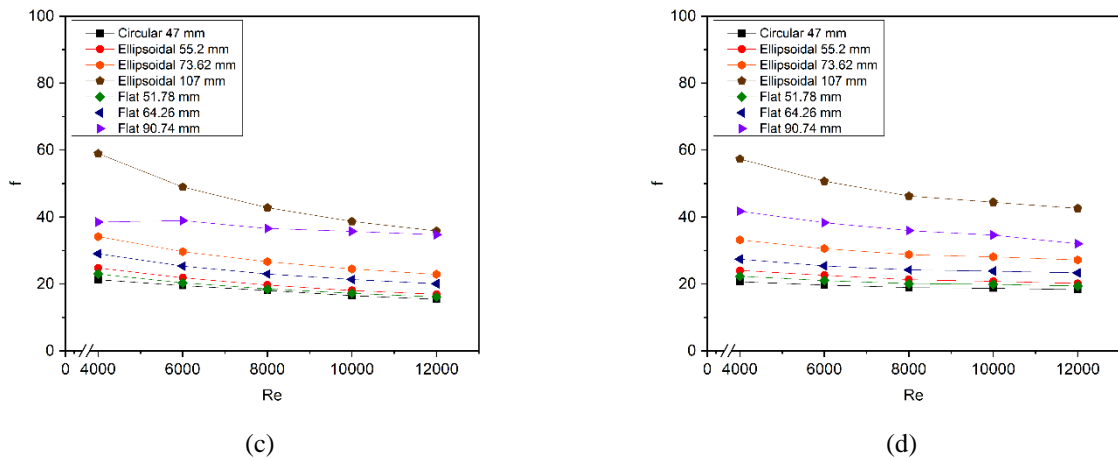 100
80
60
40
20
0
f
Circular 47 mm
Ellipsoidal 55.2 mm
Ellipsoidal 73.62 mm
Ellipsoidal 107 mm
Flat 51.78 mm
Flat 64.26 mm
Flat 90.74 mm
0 4000 6000 8000 10000 12000
Re
(c)
100
80
60
40
20
0
f
Circular 47 mm
Ellipsoidal 55.2 mm
Ellipsoidal 73.62 mm
Ellipsoidal 107 mm
Flat 51.78 mm
Flat 64.26 mm
Flat 90.74 mm
0 4000 6000 8000 10000 12000
Re
(d)